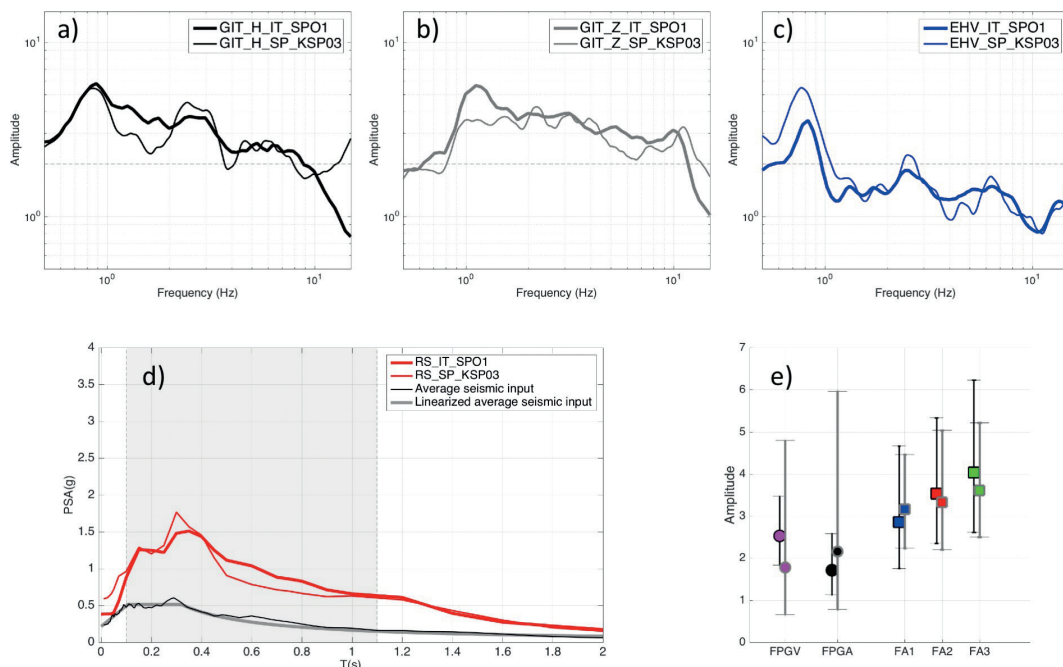 a)
GIT_H_IT_SPO1
GIT_H_SP_KSP03
10^1
10^0
Amplitude
10^0
10^1
Frequency (Hz)
b)
GIT_Z_IT_SPO1
GIT_Z_SP_KSP03
10^1
10^0
Amplitude
10^0
10^1
Frequency (Hz)
c)
EHV_IT_SPO1
EHV_SP_KSP03
10^1
10^0
Amplitude
10^0
10^1
Frequency (Hz)
d)
RS_IT_SPO1
RS_SP_KSP03
Average seismic input
Linearized average seismic input
4
3.5
3
2.5
2
1.5
1
0.5
0
PSA(g)
0 0.2 0.4 0.6 0.8 1 1.2 1.4 1.6 1.8 2
T(s)
e)
7
6
5
4
3
2
1
0
Amplitude
FPGV FPGA FA1 FA2 FA3